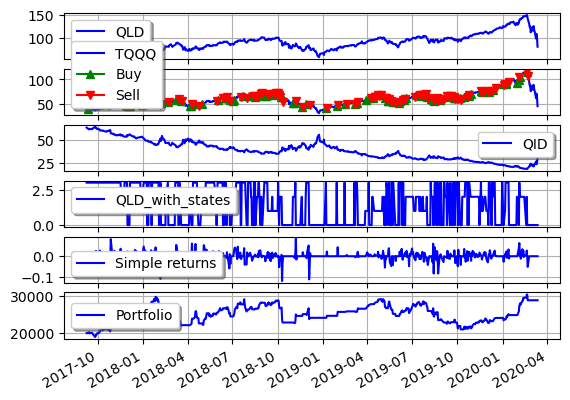 150
100
QLD
TQQQ
Buy
Sell
100
50
50
25
QID
2.5
0.0
QLD_with_states
0.0
−0.1
Simple returns
30000
20000
Portfolio
2017-10
2018-01
2018-04
2018-07
2018-10
2019-01
2019-04
2019-07
2019-10
2020-01
2020-04